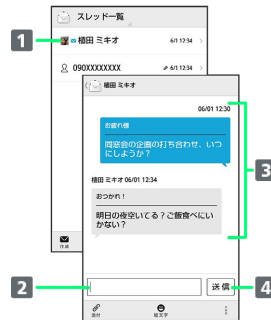 スレッド一覧
1
植田 ミキオ
6/1 12:34
090XXXXXXXX
6/1 12:34
植田 ミキオ
06/01 12:30
お疲れ様
同窓会の企画の打ち合わせ、いつ
にしようか？
3
植田 ミキオ 06/01 12:34
おつかれ！
明日の夜空いてる？ご飯食べにい
かない？
作成
2
送信
4
添付
絵文字